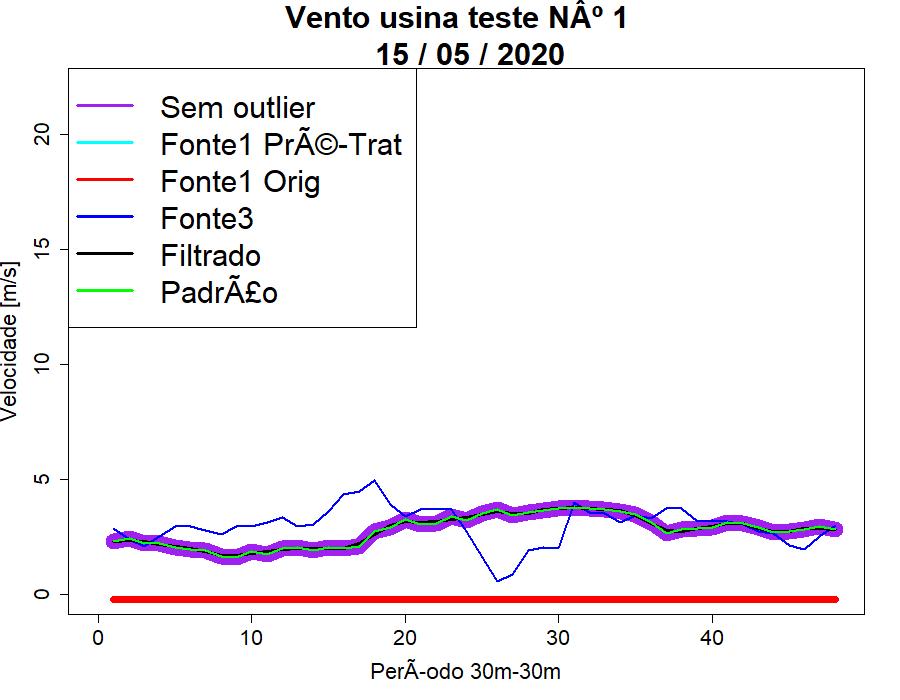 Vento usina teste NÂº 1
15 / 05 / 2020
Sem outlier
Fonte1 PrÃ©-Trat
Fonte1 Orig
Fonte3
Filtrado
PadrÃ£o
Velocidade [m/s]
20
15
10
5
0
0 10 20 30 40
PerÃ-odo 30m-30m